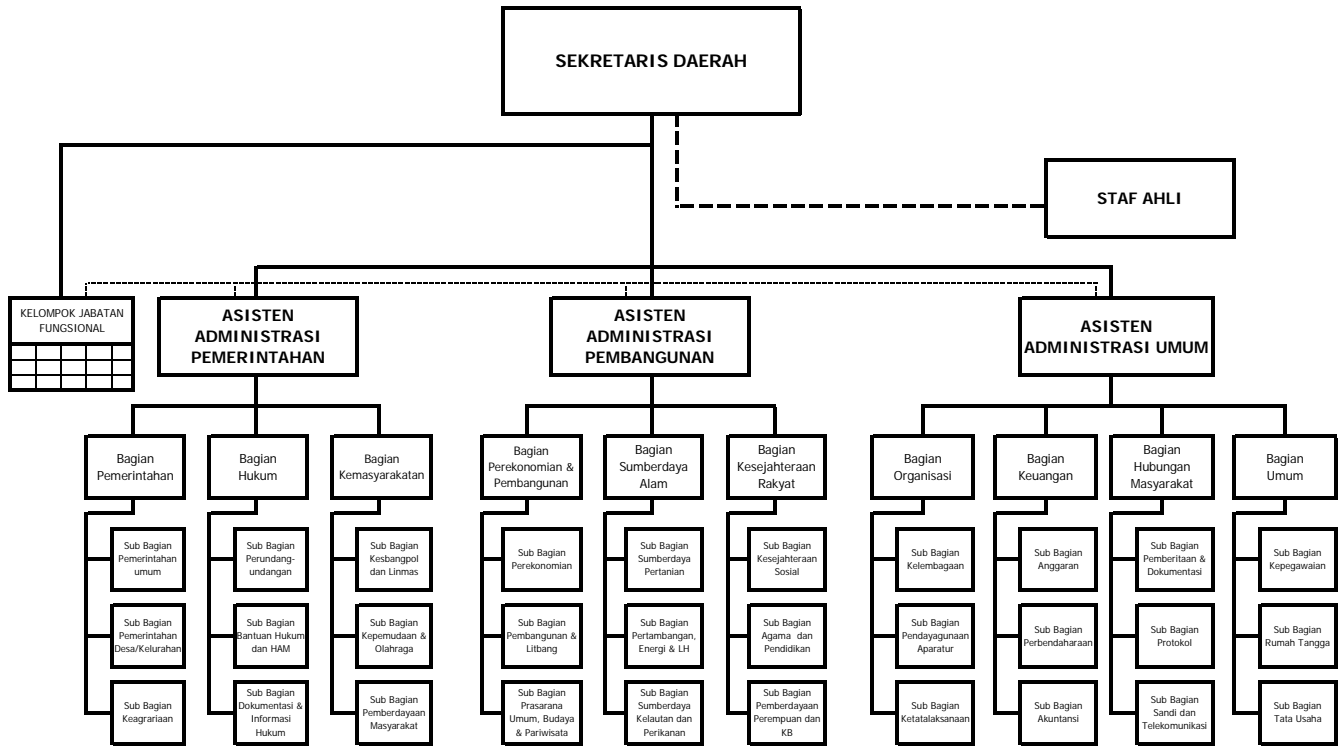 SEKRETARIS DAERAH
STAF AHLI
KELOMPOK JABATAN
FUNGSIONAL
ASISTEN
ADMINISTRASI
PEMERINTAHAN
ASISTEN
ADMINISTRASI
PEMBANGUNAN
ASISTEN
ADMINISTRASI UMUM
Bagian
Pemerintahan
Bagian
Hukum
Bagian
Kemasyarakatan
Bagian
Perekonomian &
Pembangunan
Bagian
Sumberdaya
Alam
Bagian
Kesejahteraan
Rakyat
Bagian
Organisasi
Bagian
Keuangan
Bagian
Hubungan
Masyarakat
Bagian
Umum
Sub Bagian
Pemerintahan
umum
Sub Bagian
Perundang-
undangan
Sub Bagian
Kesbangpol
dan Linmas
Sub Bagian
Perekonomian
Sub Bagian
Sumberdaya
Pertanian
Sub Bagian
Kesejahteraan
Sosial
Sub Bagian
Kelembagaan
Sub Bagian
Anggaran
Sub Bagian
Pemberitaan &
Dokumentasi
Sub Bagian
Kepegawaian
Sub Bagian
Pemerintahan
Desa/Kelurahan
Sub Bagian
Bantuan Hukum
dan HAM
Sub Bagian
Kepemudaan &
Olahraga
Sub Bagian
Pembangunan &
Litbang
Sub Bagian
Pertambangan,
Energi & LH
Sub Bagian
Agama dan
Pendidikan
Sub Bagian
Pendayagunaan
Aparatur
Sub Bagian
Perbendaharaan
Sub Bagian
Protokol
Sub Bagian
Rumah Tangga
Sub Bagian
Keagrariaan
Sub Bagian
Dokumentasi &
Informasi
Hukum
Sub Bagian
Pemberdayaan
Masyarakat
Sub Bagian
Prasarana
Umum, Budaya
& Pariwisata
Sub Bagian
Sumberdaya
Kelautan dan
Perikanan
Sub Bagian
Pemberdayaan
Perempuan dan
KB
Sub Bagian
Ketatalaksanaan
Sub Bagian
Akuntansi
Sub Bagian
Sandi dan
Telekomunikasi
Sub Bagian
Tata Usaha